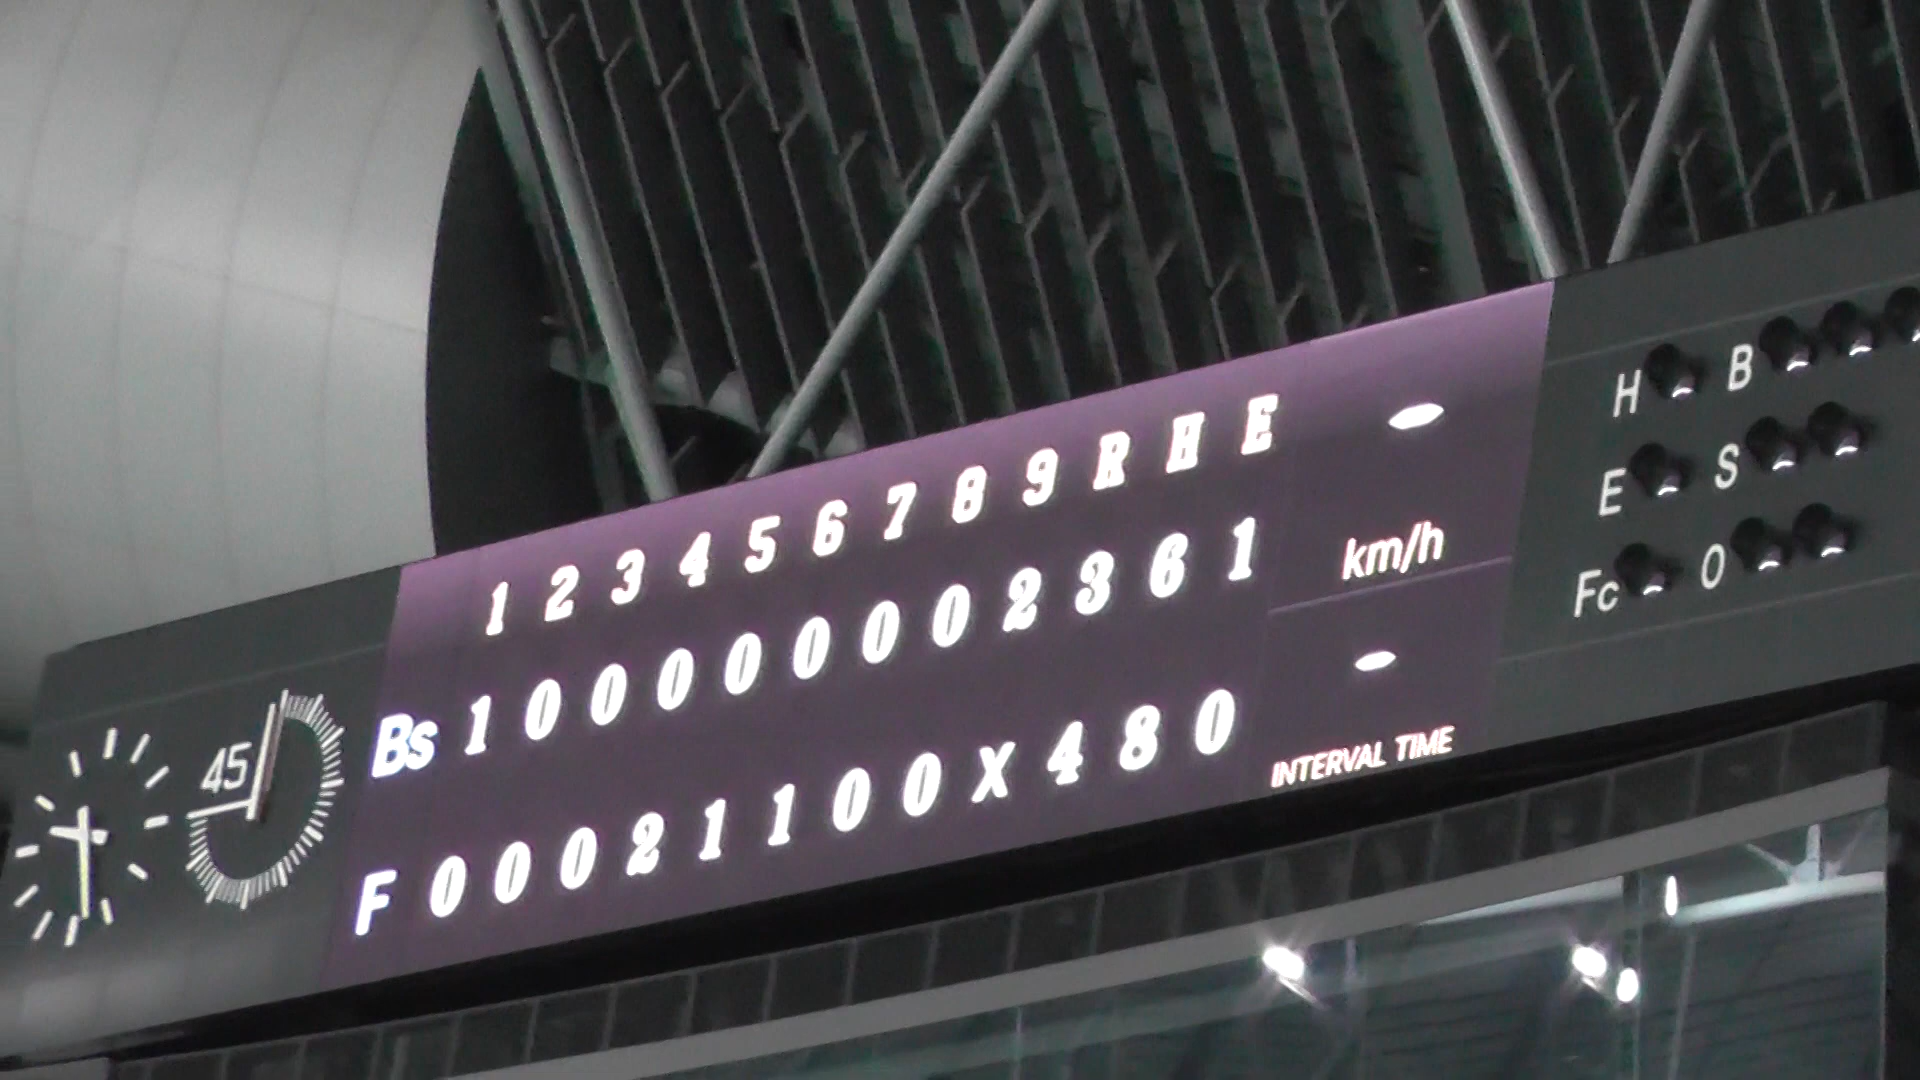 1 2 3 4 5 6 7 8 9 R H E
Bs 1 0 0 0 0 0 0 0 2 3 6 1
F 0 0 0 2 1 1 0 0 X 4 8 0
-
km/h
-
INTERVAL TIME
45
H B
E S
Fc O